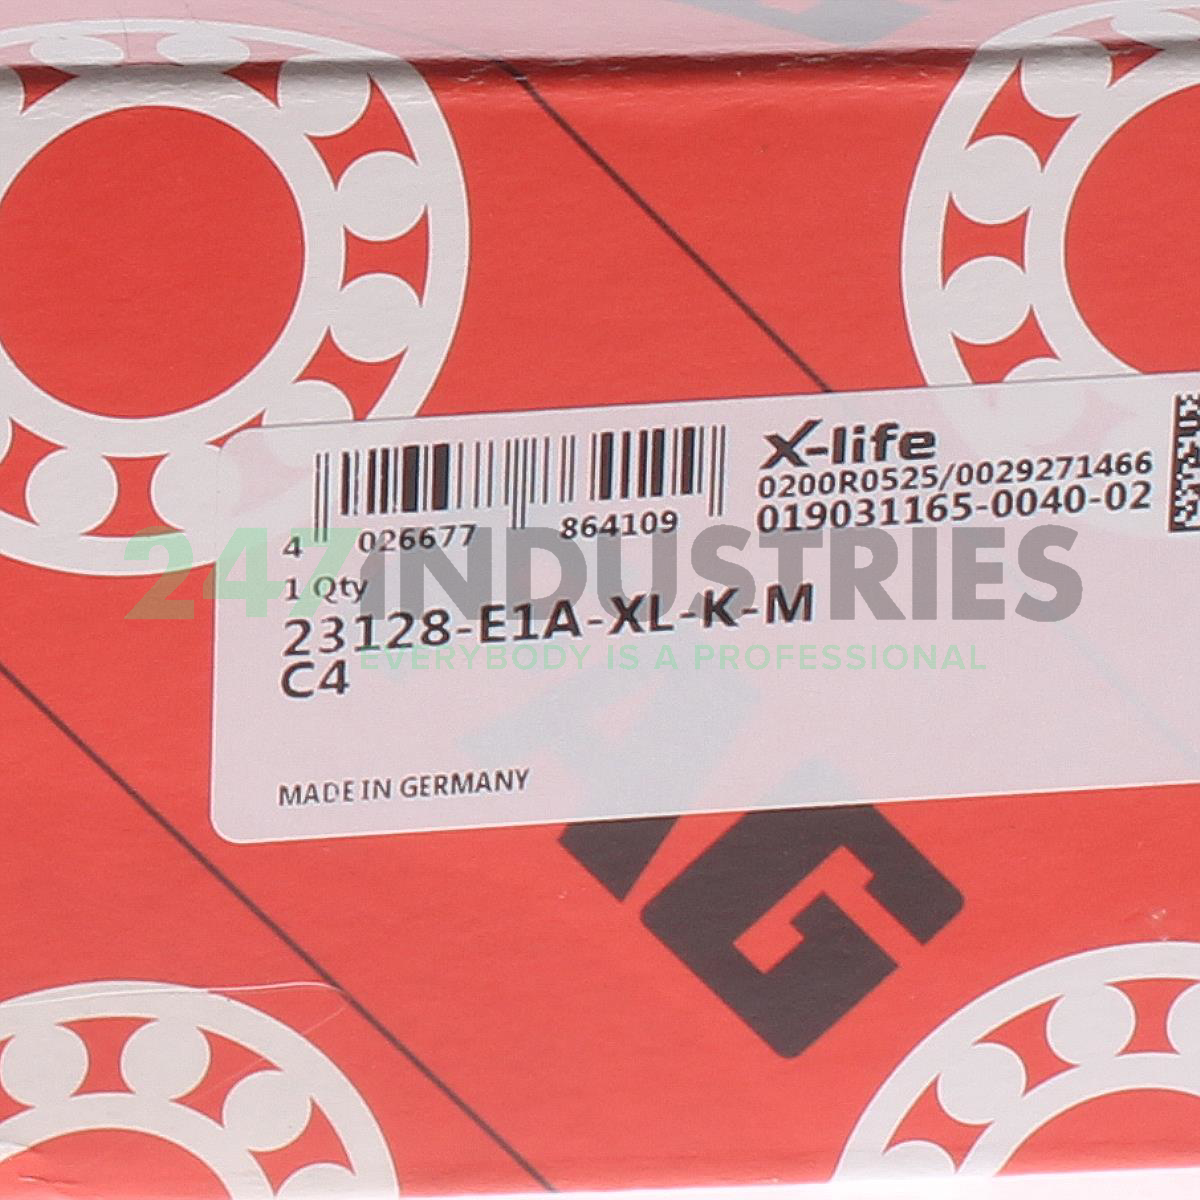 X-life
0200R0525/0029271466
019031165-0040-02
4 026677 864109
1 Qty
23128-E1A-XL-K-M
C4
MADE IN GERMANY
AG
247INDUSTRIES
EVERYBODY IS A PROFESSIONAL